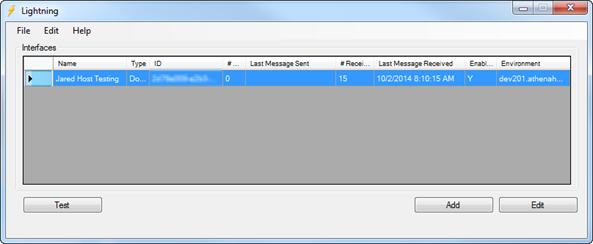 Lightning
File Edit Help
Interfaces
Name Type ID # ... Last Message Sent # Recei... Last Message Received Enabl... Environment
Jared Host Testing Do... 0 15 10/2/2014 8:10:15 AM Y dev201.athenah...
Test Add Edit